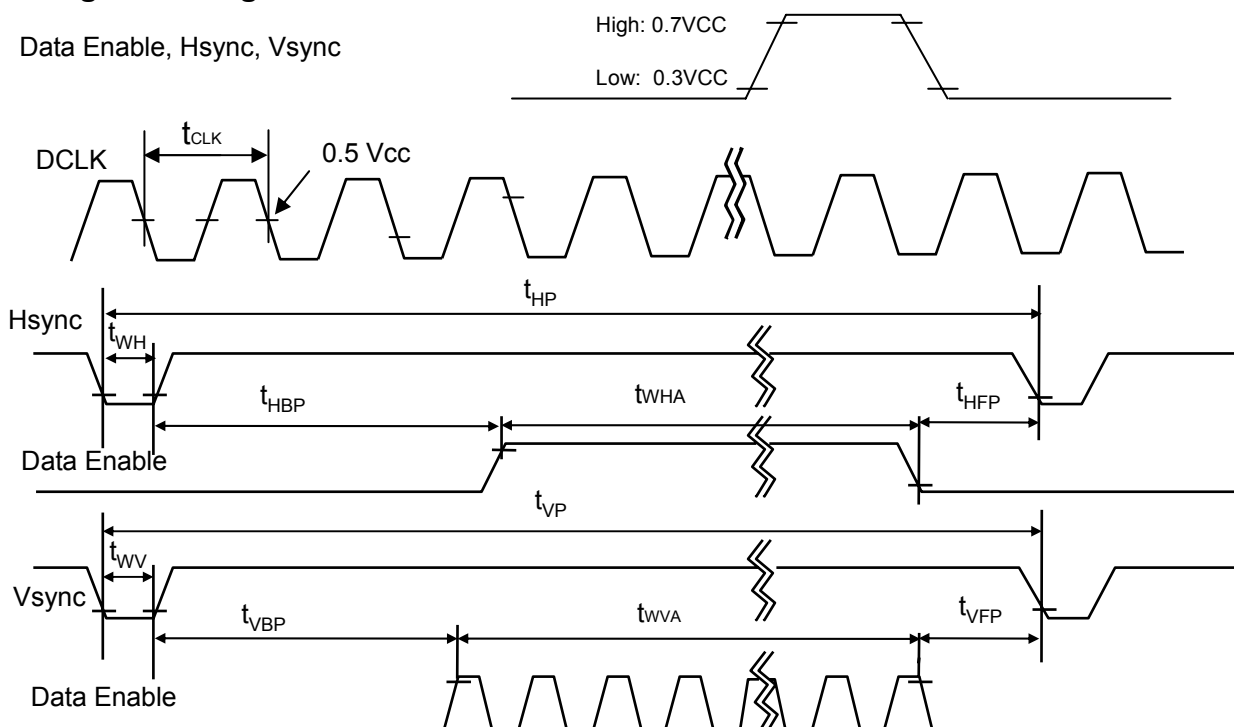 Data Enable, Hsync, Vsync
High: 0.7VCC
Low: 0.3VCC
DCLK
tCLK
0.5 Vcc
tHP
Hsync
tWH
tHBP
tWHA
tHFP
Data Enable
tVP
tWV
Vsync
tVBP
tWVA
tVFP
Data Enable